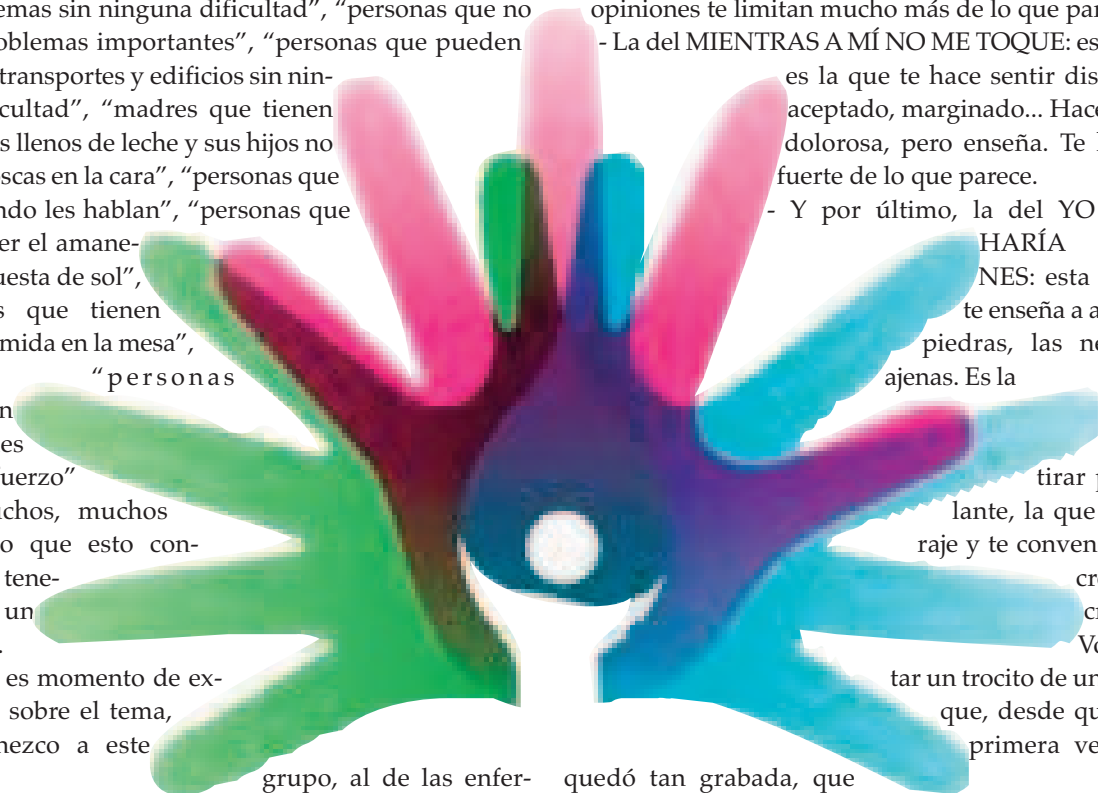 emas sin ninguna dificultad”, “personas que no
oblemas importantes”, “personas que pueden
transportes y edificios sin nin-
cultad”, “madres que tienen
s llenos de leche y sus hijos no
oscas en la cara”, “personas que
ndo les hablan”, “personas que
er el amane-
uesta de sol”,
s que tienen
mida en la mesa”,
“personas
n
es
uerzo”
uchos, muchos
o que esto con-
tene-
un
.
es momento de ex-
sobre el tema,
nezco a este
grupo, al de las enfer-
opiniones te limitan mucho más de lo que par
- La del MIENTRAS A MÍ NO ME TOQUE: es
es la que te hace sentir dis
aceptado, marginado... Hace
dolorosa, pero enseña. Te l
fuerte de lo que parece.
- Y por último, la del YO
HARÍA
NES: esta
te enseña a a
piedras, las ne
ajenas. Es la
tirar p
lante, la que
raje y te conven
cre
cr
Vo
tar un trocito de un
que, desde qu
primera ve
quedó tan grabada, que